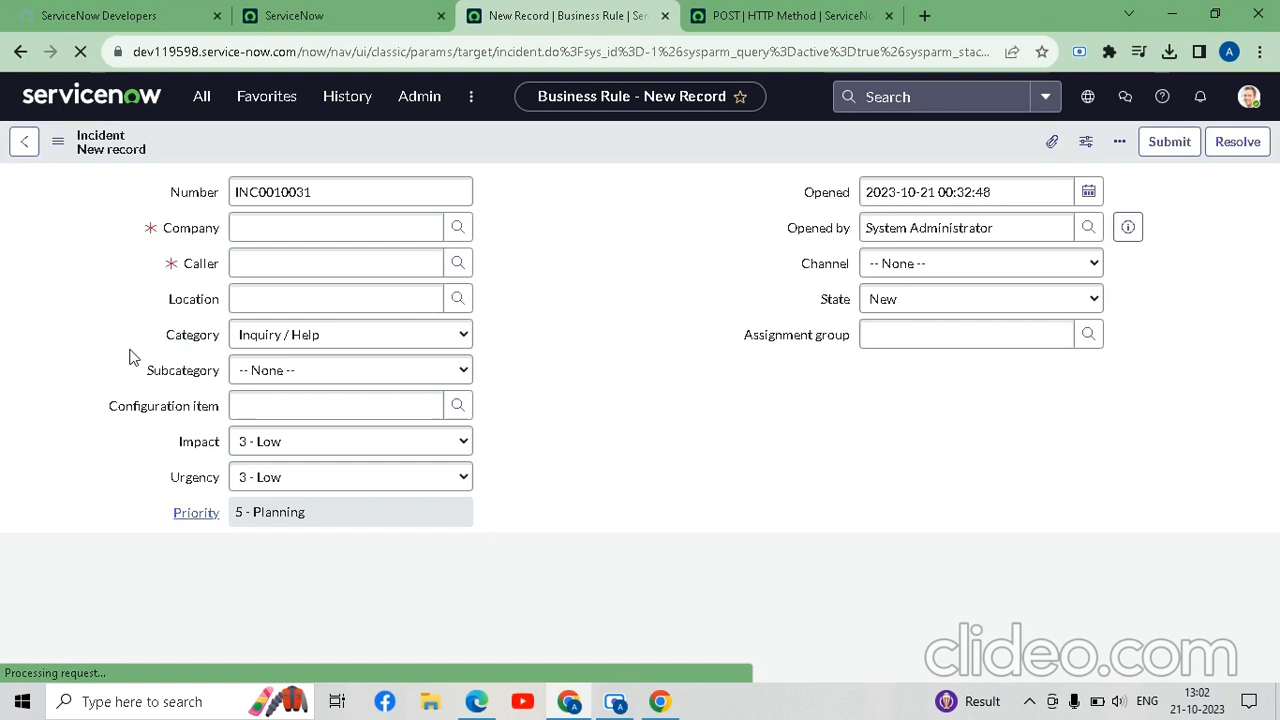 ServiceNow Developers
ServiceNow
New Record | Business Rule | Ser
POST | HTTP Method | ServiceNo
dev119598.service-now.com/now/nav/ui/classic/params/target/incident.do%3Fsys_id%3D-1%26sysparm_query%3Dactive%3Dtrue%26sysparm_stac...
A
servicenow
All
Favorites
History
Admin
Business Rule - New Record
Search
Incident
New record
Submit
Resolve
Number
INC0010031
Opened
2023-10-21 00:32:48
* Company
Opened by
System Administrator
* Caller
Channel
-- None --
Location
State
New
Category
Inquiry / Help
Assignment group
Subcategory
-- None --
Configuration item
Impact
3 - Low
Urgency
3 - Low
Priority
5 - Planning
clideo.com
Processing request...
Type here to search
Result
ENG
13:02
21-10-2023